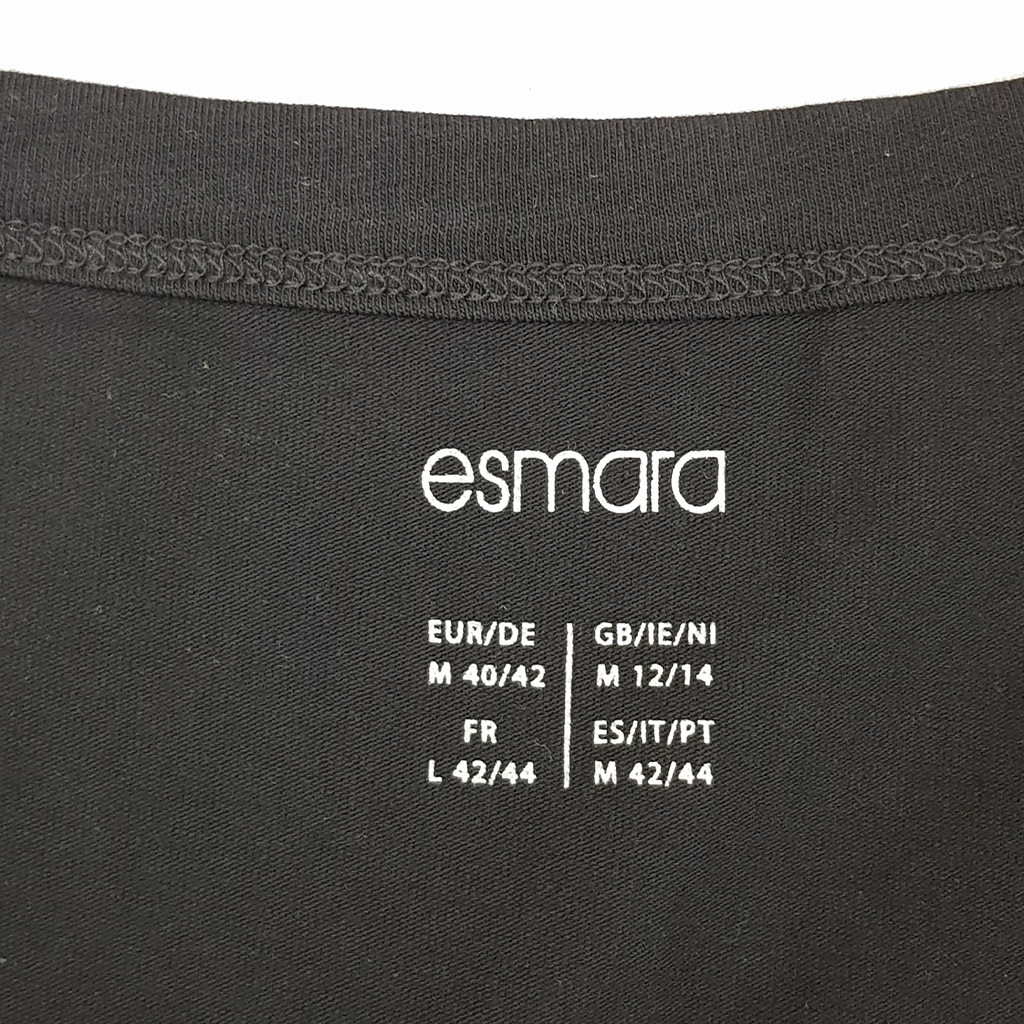 esmara
EUR/DE
M 40/42
FR
L 42/44
GB/IE/NI
M 12/14
ES/IT/PT
M 42/44